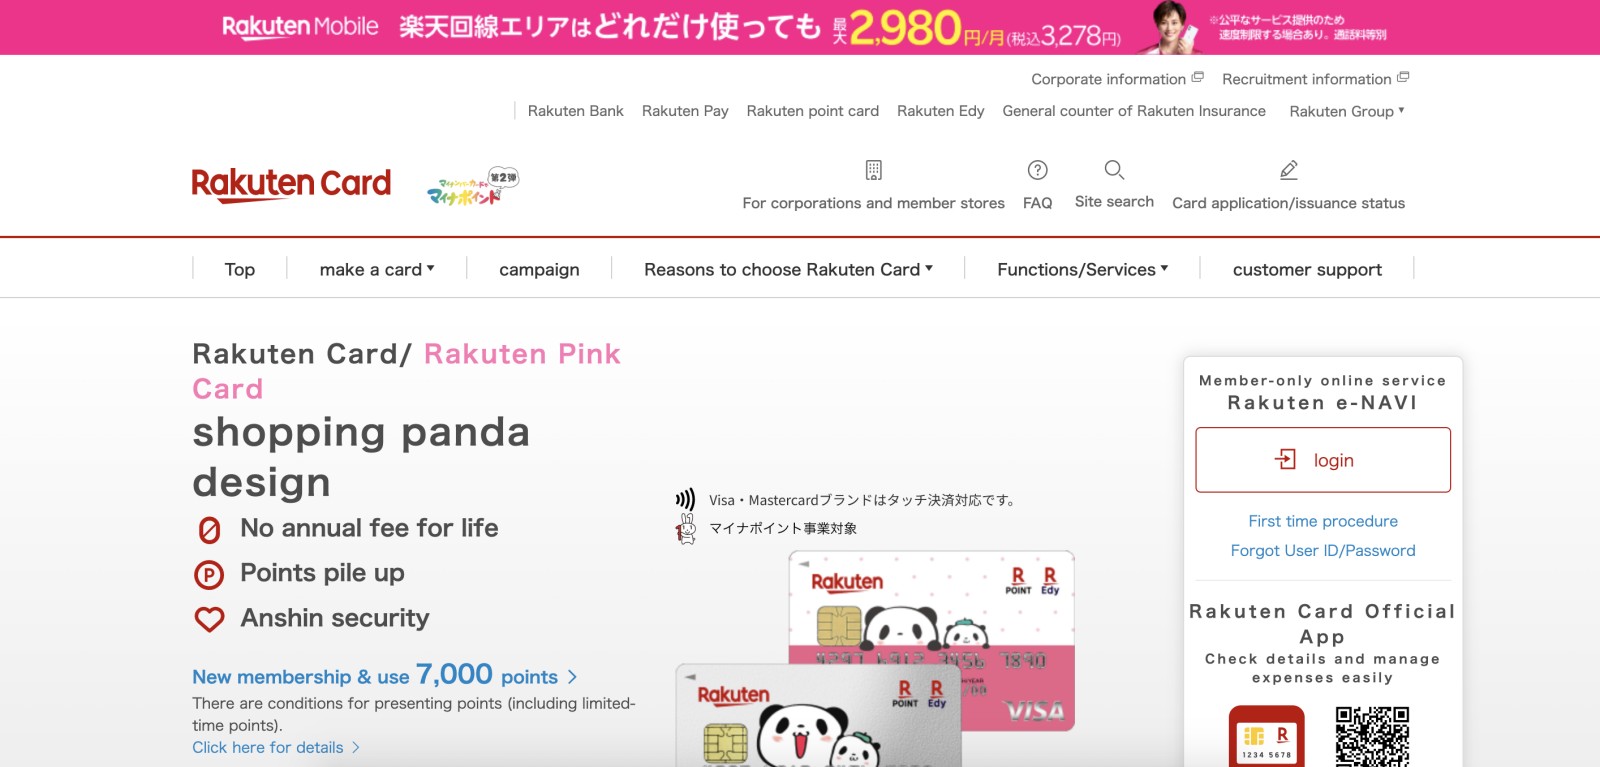 Rakuten Mobile 楽天回線エリアはどれだけ使っても 最大2,980円/月(税込3,278円) ※公平なサービス提供のため
速度制限する場合あり。通話料等別
Corporate information Recruitment information
Rakuten Bank Rakuten Pay Rakuten point card Rakuten Edy General counter of Rakuten Insurance Rakuten Group
Rakuten Card マイナンバーカードで マイナポイント 第2弾
For corporations and member stores FAQ Site search Card application/issuance status
Top make a card campaign Reasons to choose Rakuten Card Functions/Services customer support
Rakuten Card/ Rakuten Pink
Card
shopping panda
design
No annual fee for life
Points pile up
Anshin security
New membership & use 7,000 points
There are conditions for presenting points (including limited-
time points).
Click here for details
Visa・Mastercardブランドはタッチ決済対応です。
マイナポイント事業対象
Rakuten R POINT R Edy
7890
VISA
Rakuten R POINT R Edy
Member-only online service
Rakuten e-NAVI
login
First time procedure
Forgot User ID/Password
Rakuten Card Official
App
Check details and manage
expenses easily
R
1234 5678